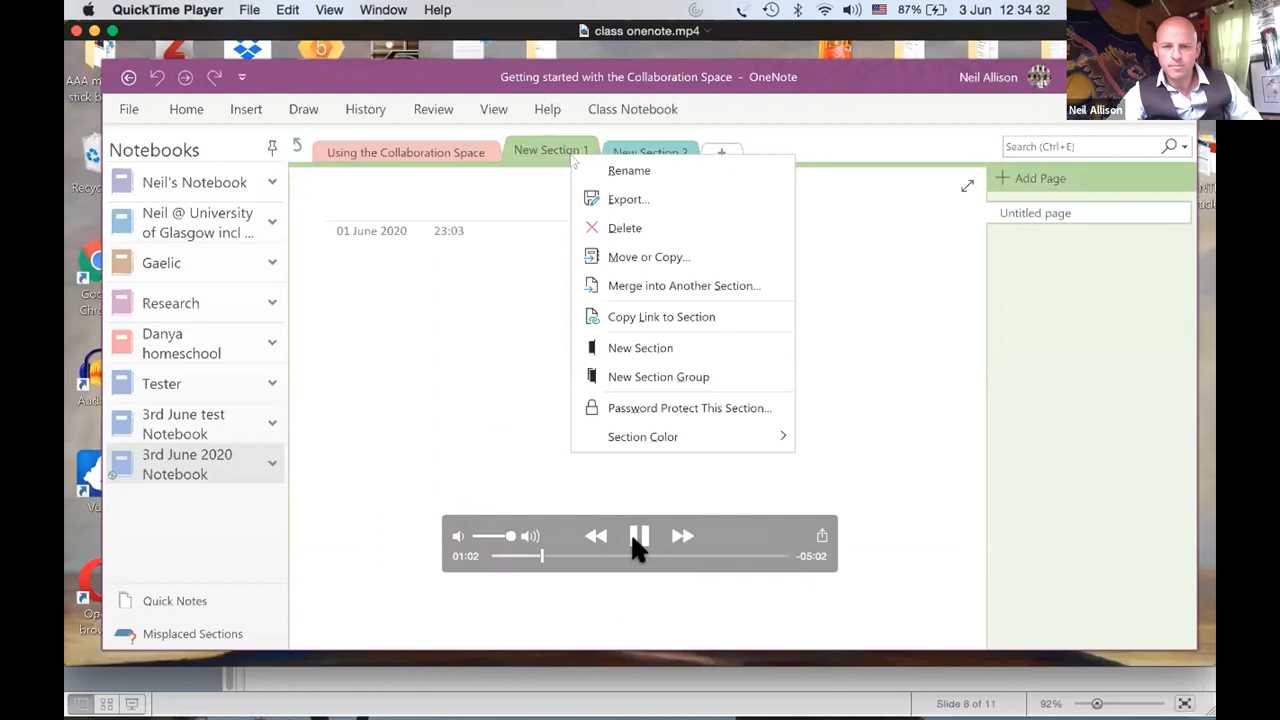 QuickTime Player File Edit View Window Help 87% 3 Jun 12 34 32
class onenote.mp4
Getting started with the Collaboration Space - OneNote
Neil Allison
Neil Allison
File Home Insert Draw History Review View Help Class Notebook
Notebooks
Using the Collaboration Space
New Section 1
New Section 2
Search (Ctrl+E)
Neil's Notebook
Neil @ University
of Glasgow incl ...
Gaelic
Research
Danya
homeschool
Tester
3rd June test
Notebook
3rd June 2020
Notebook
Quick Notes
Misplaced Sections
01 June 2020 23:03
Rename
Export...
Delete
Move or Copy...
Merge into Another Section...
Copy Link to Section
New Section
New Section Group
Password Protect This Section...
Section Color
Add Page
Untitled page
01:02
-05:02
Slide 8 of 11
92%